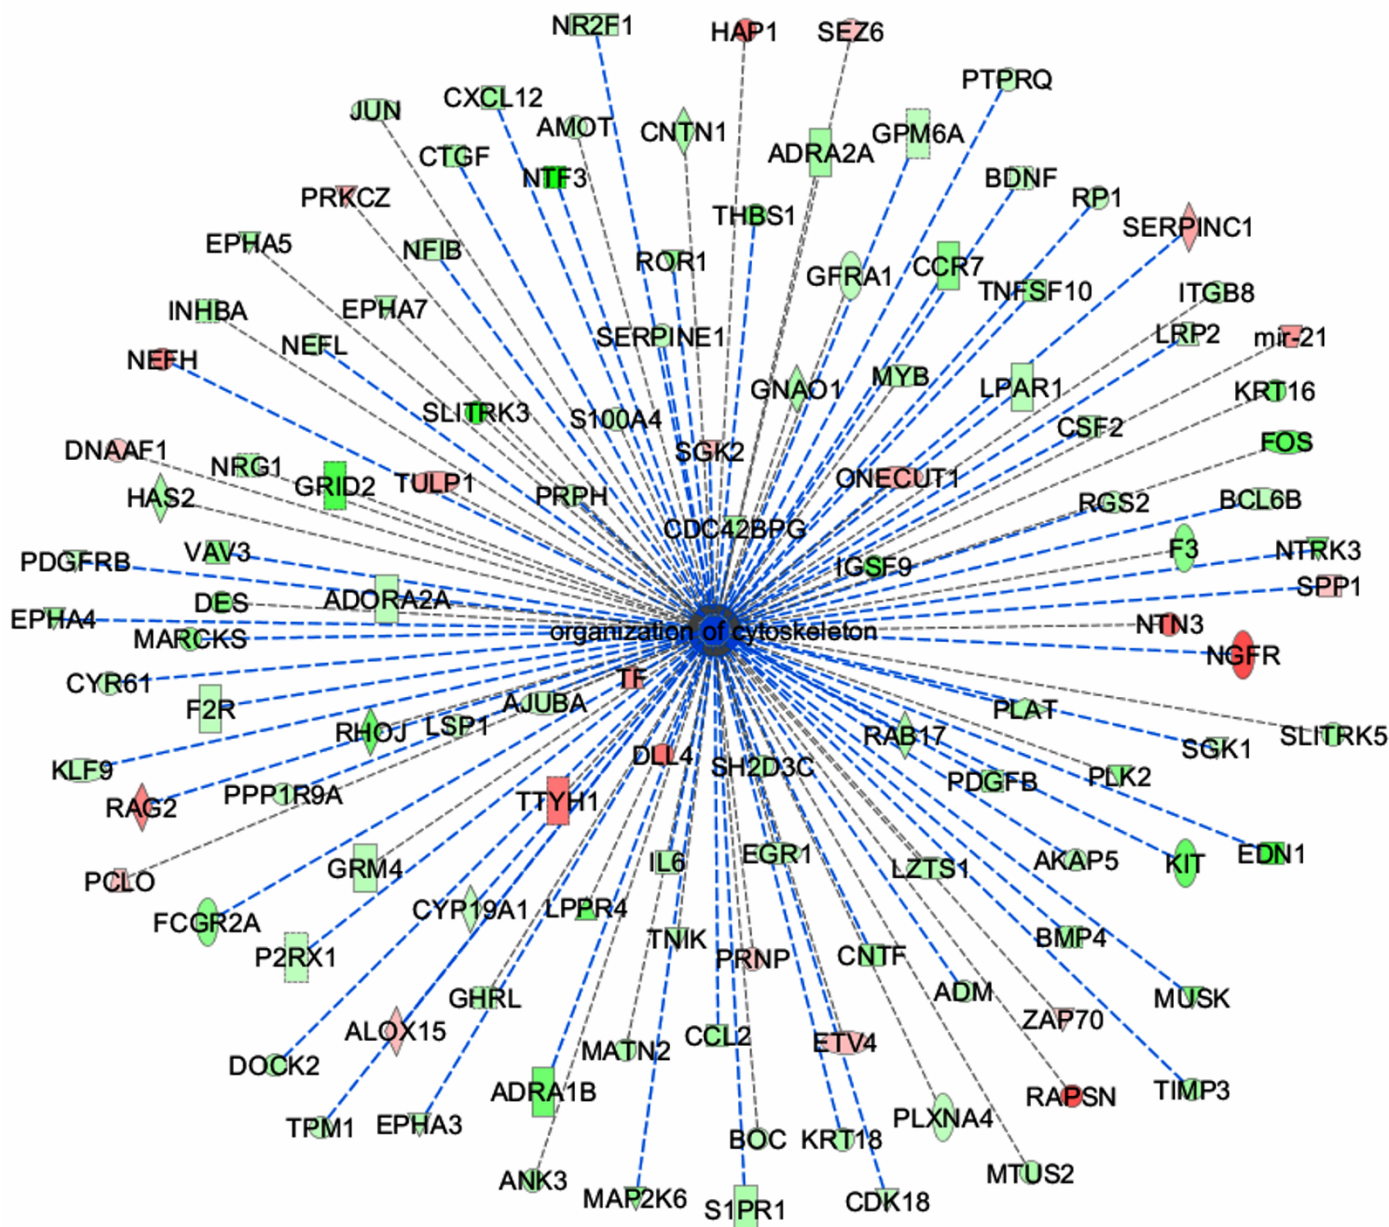 NR2F1
HAP1
SEZ6
PTPRQ
JUN
CXCL12
AMOT
CNTN1
ADRA2A
GPM6A
CTGF
NTF3
BDNF
RP1
PRKCZ
THBS1
SERPINC1
EPHA5
NFIB
ROR1
GFRA1
CCR7
TNFSF10
ITGB8
INHBA
EPHA7
SERPINE1
LRP2
mir-21
NEFH
NEFL
GNAO1
MYB
LPAR1
KRT16
SLITRK3
S100A4
CSF2
FOS
DNAAF1
NRG1
SGK2
ONECUT1
HAS2
GRID2
TULP1
PRPH
RGS2
BCL6B
CDC42BPG
PDGFRB
VAV3
IGSF9
F3
NTRK3
SPP1
DES
ADORA2A
EPHA4
MARCKS
organization of cytoskeleton
NTN3
NGFR
CYR61
F2R
TF
AJUBA
PLAT
RHOJ
LSP1
RAB17
SGK1
SLITRK5
KLF9
DLL4
SH2D3C
PDGFB
PLK2
RAG2
PPP1R9A
TTYH1
PCLO
GRM4
IL6
EGR1
LZTS1
AKAP5
KIT
EDN1
FCGR2A
CYP19A1
LPPR4
P2RX1
TNIK
PRNP
CNTF
BMP4
GHRL
ADM
MUSK
ALOX15
ZAP70
DOCK2
MATN2
CCL2
ETV4
ADRA1B
RAPSN
TIMP3
TPM1
EPHA3
BOC
KRT18
PLXNA4
ANK3
MAP2K6
S1PR1
CDK18
MTUS2